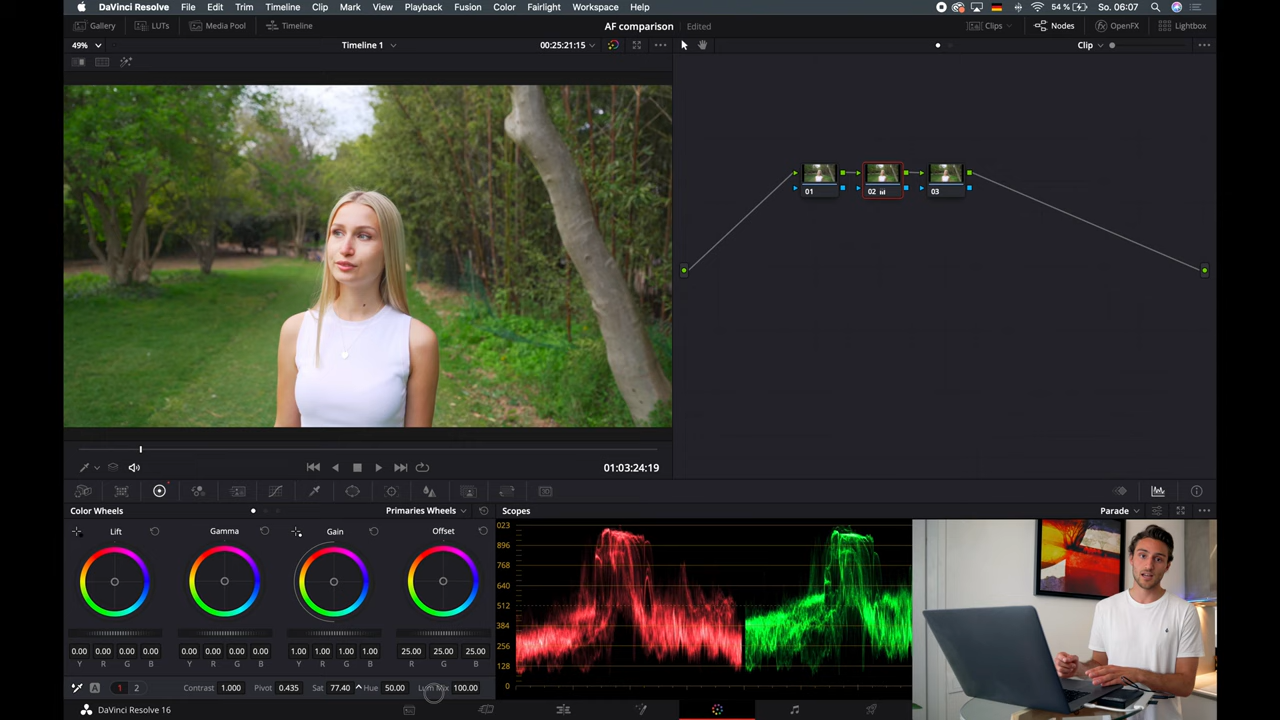 DaVinci Resolve File Edit Trim Timeline Clip Mark View Playback Fusion Color Fairlight Workspace Help 54 % So. 06:07
Gallery LUTs Media Pool Timeline AF comparison Edited Clips Nodes OpenFX Lightbox
49% Timeline 1 00:25:21:15 Clip
01 02 03
01:03:24:19
Color Wheels Primaries Wheels Scopes Parade
Lift Gamma Gain Offset
023
896
768
640
512
384
256
128
0
0.00 0.00 0.00 0.00 0.00 0.00 0.00 0.00 1.00 1.00 1.00 1.00 25.00 25.00 25.00
Y R G B Y R G B Y R G B R G B
A 1 2 Contrast 1.000 Pivot 0.435 Sat 77.40 Hue 50.00 Lum Mix 100.00
DaVinci Resolve 16